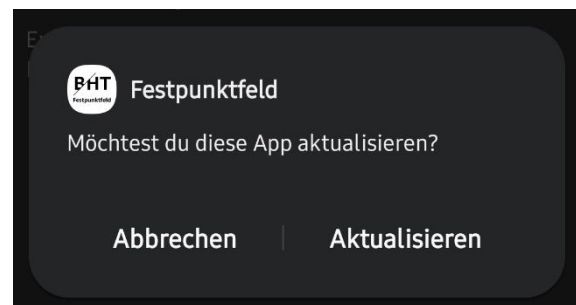 BHT
Festpunktfeld
Festpunktfeld
Möchtest du diese App aktualisieren?
Abbrechen
Aktualisieren